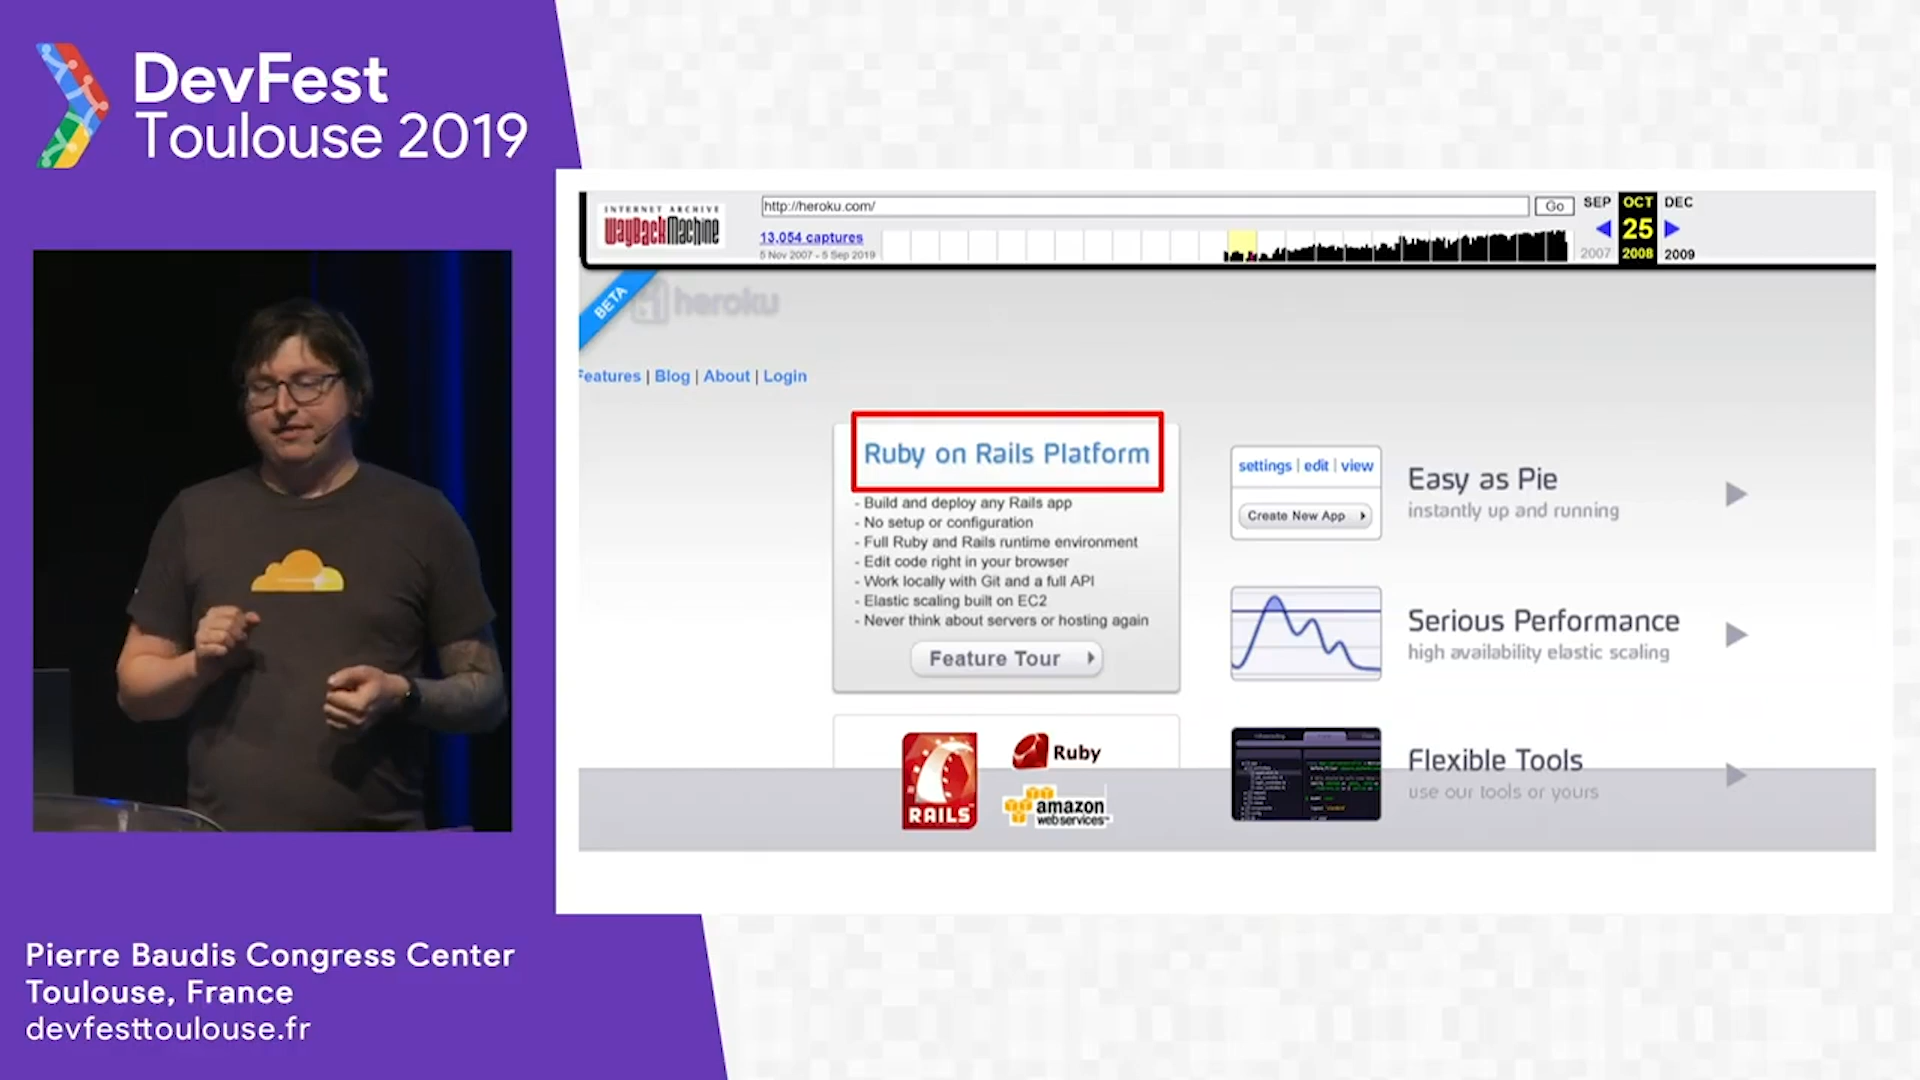 DevFest
Toulouse 2019
INTERNET ARCHIVE
WayBackMachine
http://heroku.com/
Go
SEP OCT DEC
13,054 captures
25
5 Nov 2007 - 5 Sep 2019
2007 2008 2009
BETA
heroku
Features | Blog | About | Login
Ruby on Rails Platform
- Build and deploy any Rails app
- No setup or configuration
- Full Ruby and Rails runtime environment
- Edit code right in your browser
- Work locally with Git and a full API
- Elastic scaling built on EC2
- Never think about servers or hosting again
Feature Tour
RAILS
Ruby
amazon
webservices™
settings | edit | view
Create New App
Easy as Pie
instantly up and running
Serious Performance
high availability elastic scaling
Flexible Tools
use our tools or yours
Pierre Baudis Congress Center
Toulouse, France
devfesttoulouse.fr